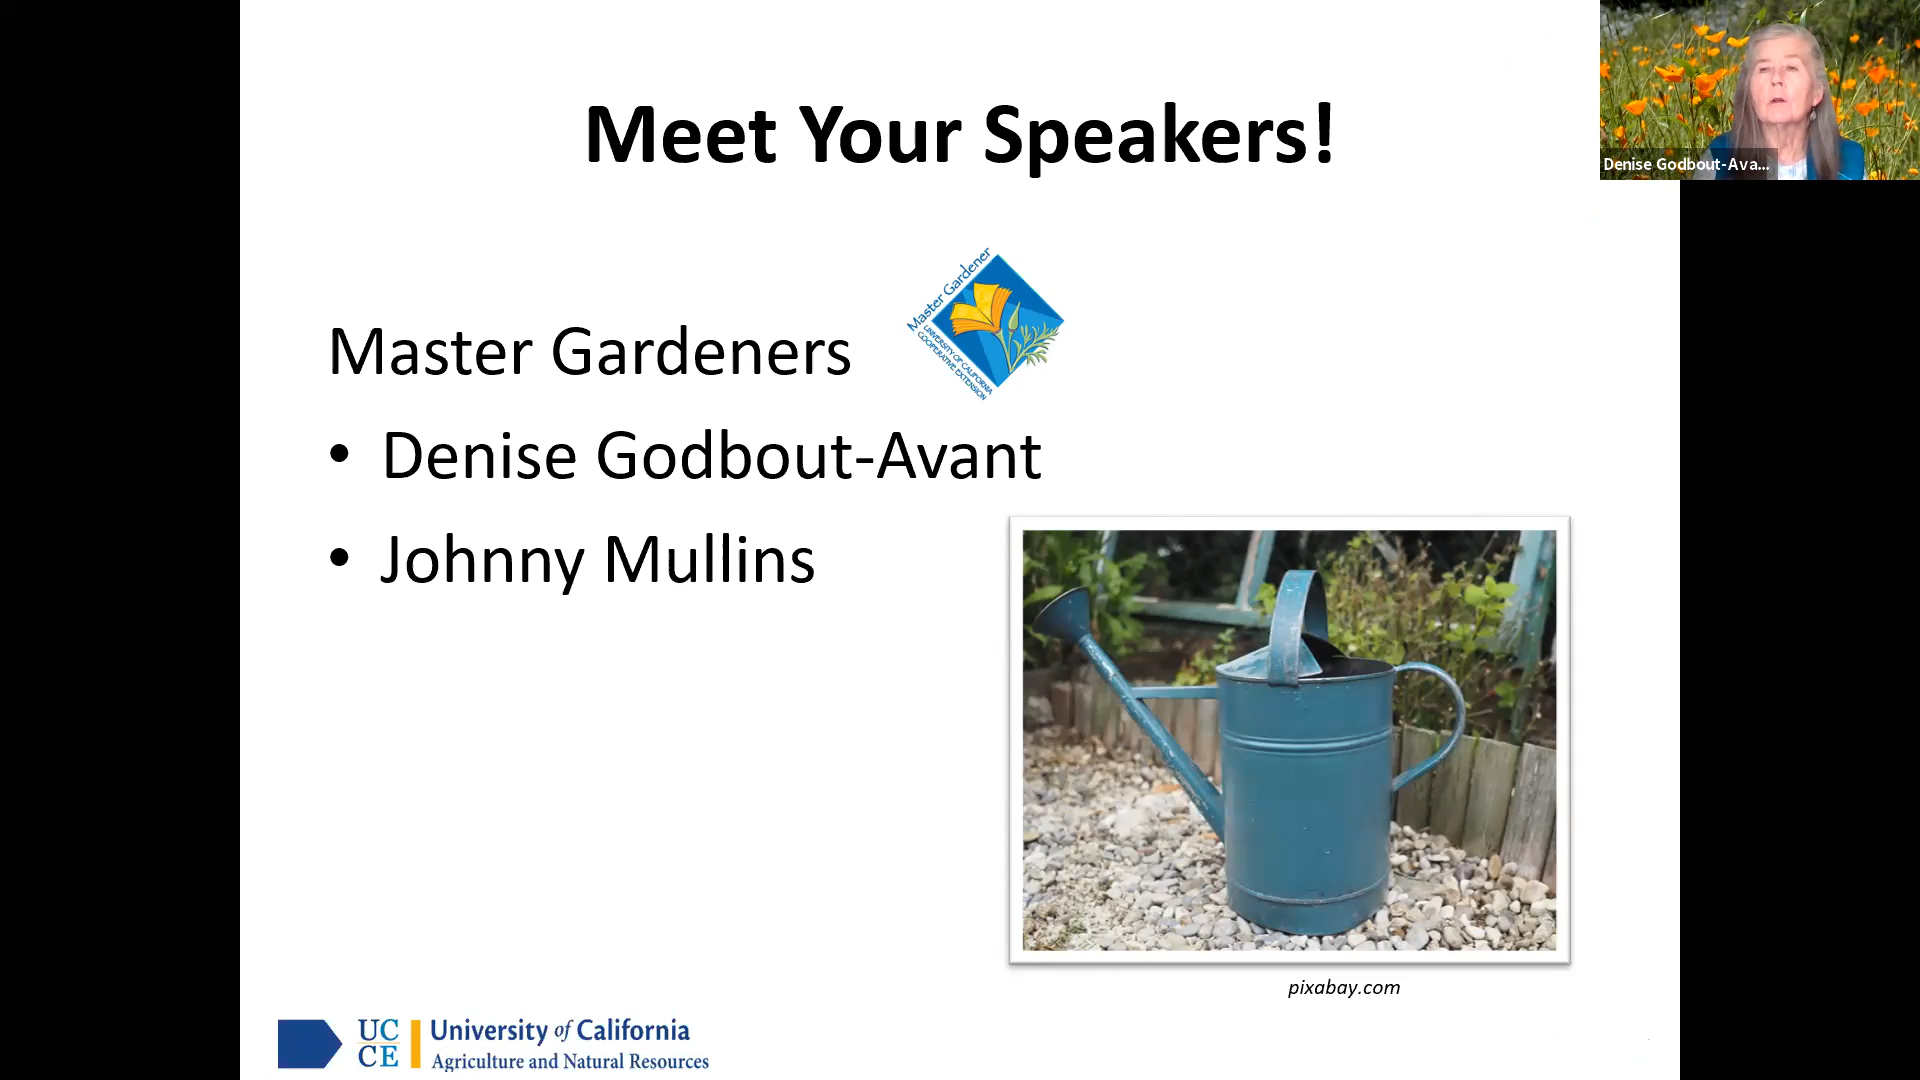 Meet Your Speakers!
Denise Godbout-Ava...
Master Gardener
UNIVERSITY OF CALIFORNIA
COOPERATIVE EXTENSION
Master Gardeners
• Denise Godbout-Avant
• Johnny Mullins
pixabay.com
UC
CE
University of California
Agriculture and Natural Resources